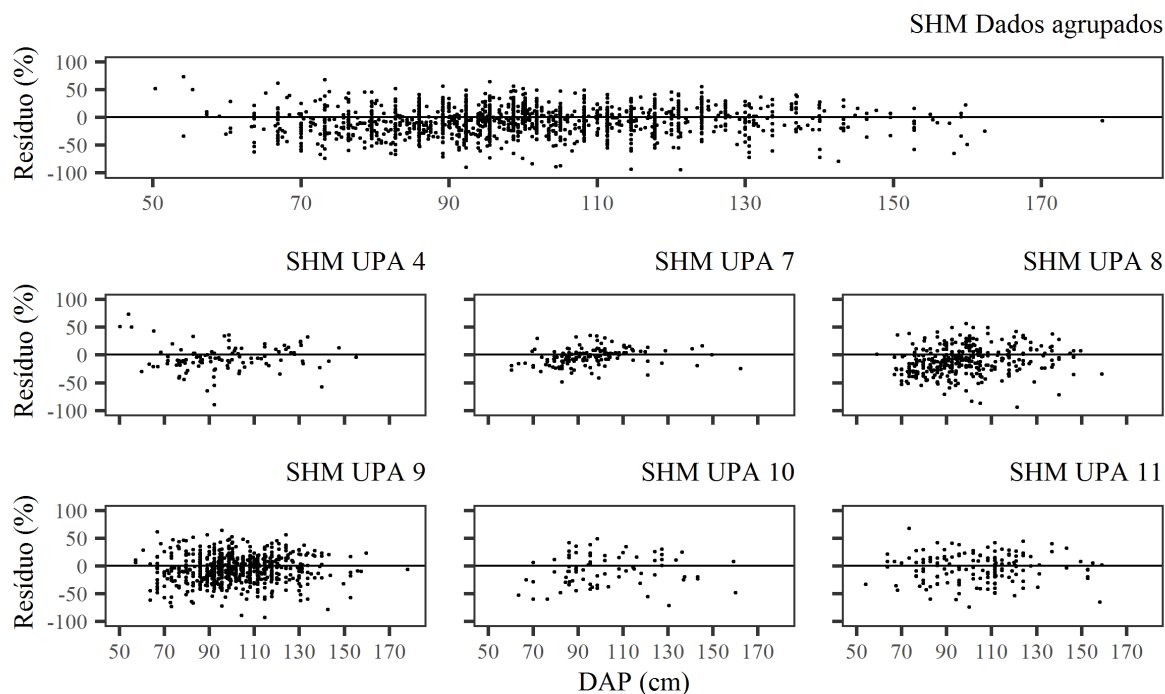 SHM Dados agrupados
Resíduo (%)
100
50
0
-50
-100
50 70 90 110 130 150 170
SHM UPA 4 SHM UPA 7 SHM UPA 8
Resíduo (%)
100
50
0
-50
-100
SHM UPA 9 SHM UPA 10 SHM UPA 11
Resíduo (%)
100
50
0
-50
-100
50 70 90 110 130 150 170 50 70 90 110 130 150 170 50 70 90 110 130 150 170
DAP (cm)